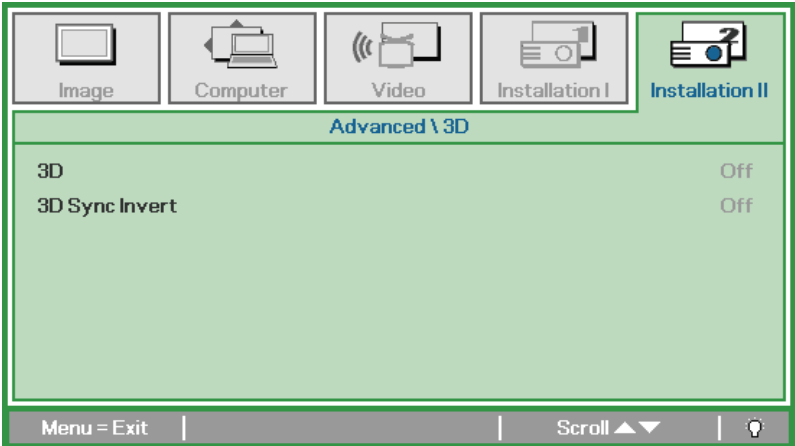 Image
Computer
Video
Installation I
Installation II
Advanced \ 3D
3D Off
3D Sync Invert Off
Menu = Exit Scroll ▲▼